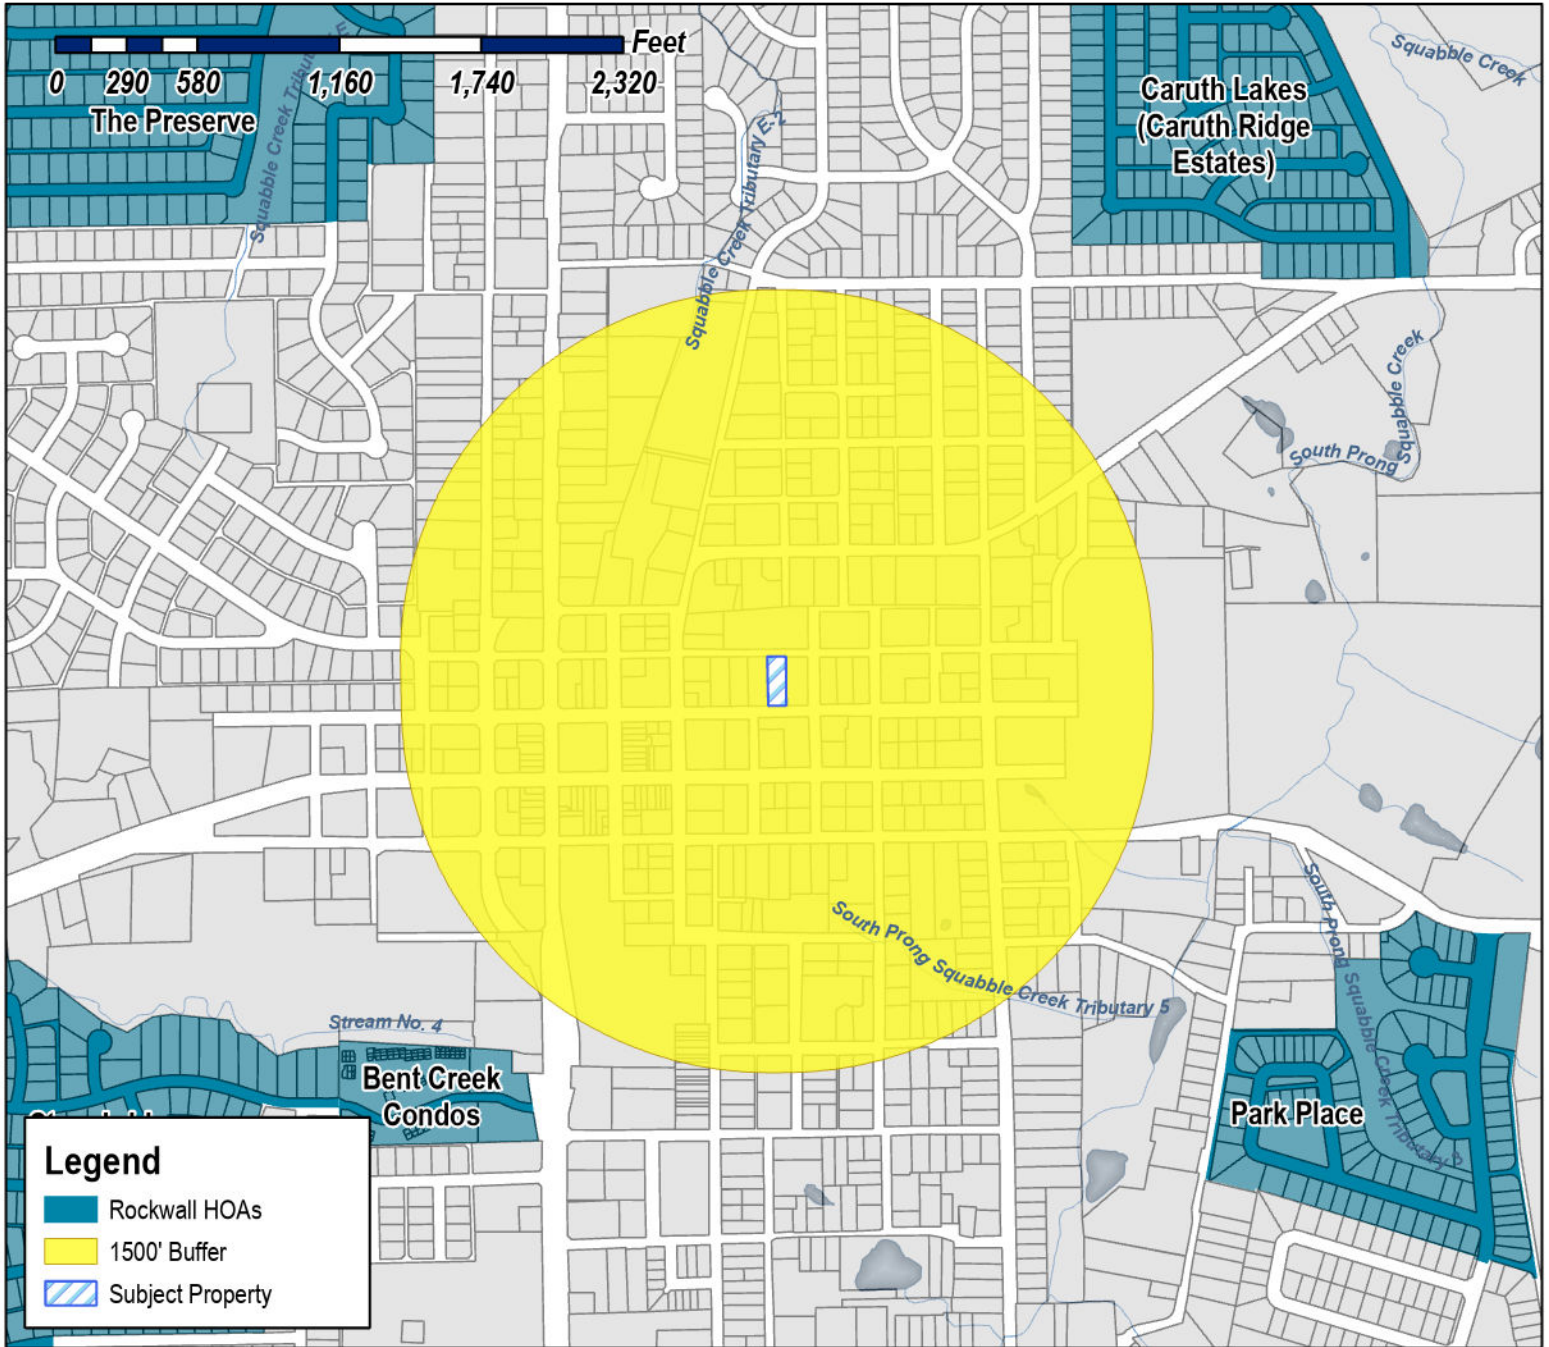 Feet
0 290 580 1,160 1,740 2,320
The Preserve
Squabble Creek Tributary E-2
Caruth Lakes
(Caruth Ridge
Estates)
Squabble Creek
Squabble Creek
South Prong
South Prong Squabble Creek Tributary 5
South Prong Squabble Creek Tributary
Squabble Creek Tributary
Stream No. 4
Bent Creek
Condos
Park Place
Legend
Rockwall HOAs
1500' Buffer
Subject Property